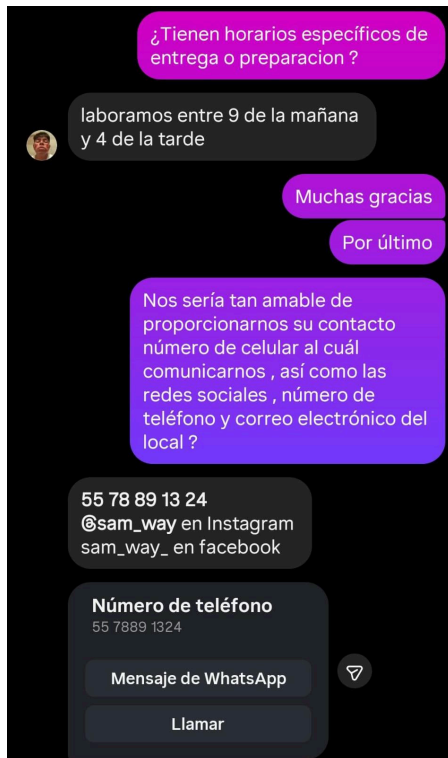 ¿Tienen horarios específicos de
entrega o preparacion ?
laboramos entre 9 de la mañana
y 4 de la tarde
Muchas gracias
Por último
Nos sería tan amable de
proporcionarnos su contacto
número de celular al cuál
comunicarnos , así como las
redes sociales , número de
teléfono y correo electrónico del
local ?
55 78 89 13 24
@sam_way en Instagram
sam_way_ en facebook
Número de teléfono
55 7889 1324
Mensaje de WhatsApp
Llamar